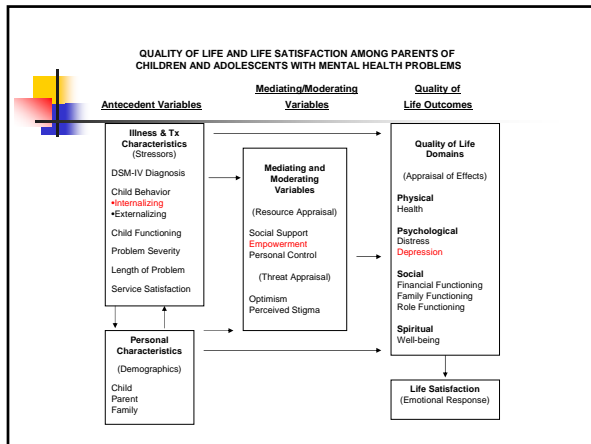 QUALITY OF LIFE AND LIFE SATISFACTION AMONG PARENTS OF
CHILDREN AND ADOLESCENTS WITH MENTAL HEALTH PROBLEMS
Antecedent Variables
Mediating/Moderating
Variables
Quality of
Life Outcomes
Illness & Tx
Characteristics
(Stressors)
DSM-IV Diagnosis
Child Behavior
•Internalizing
•Externalizing
Child Functioning
Problem Severity
Length of Problem
Service Satisfaction
Personal
Characteristics
(Demographics)
Child
Parent
Family
Mediating and
Moderating
Variables
(Resource Appraisal)
Social Support
Empowerment
Personal Control
(Threat Appraisal)
Optimism
Perceived Stigma
Quality of Life
Domains
(Appraisal of Effects)
Physical
Health
Psychological
Distress
Depression
Social
Financial Functioning
Family Functioning
Role Functioning
Spiritual
Well-being
Life Satisfaction
(Emotional Response)